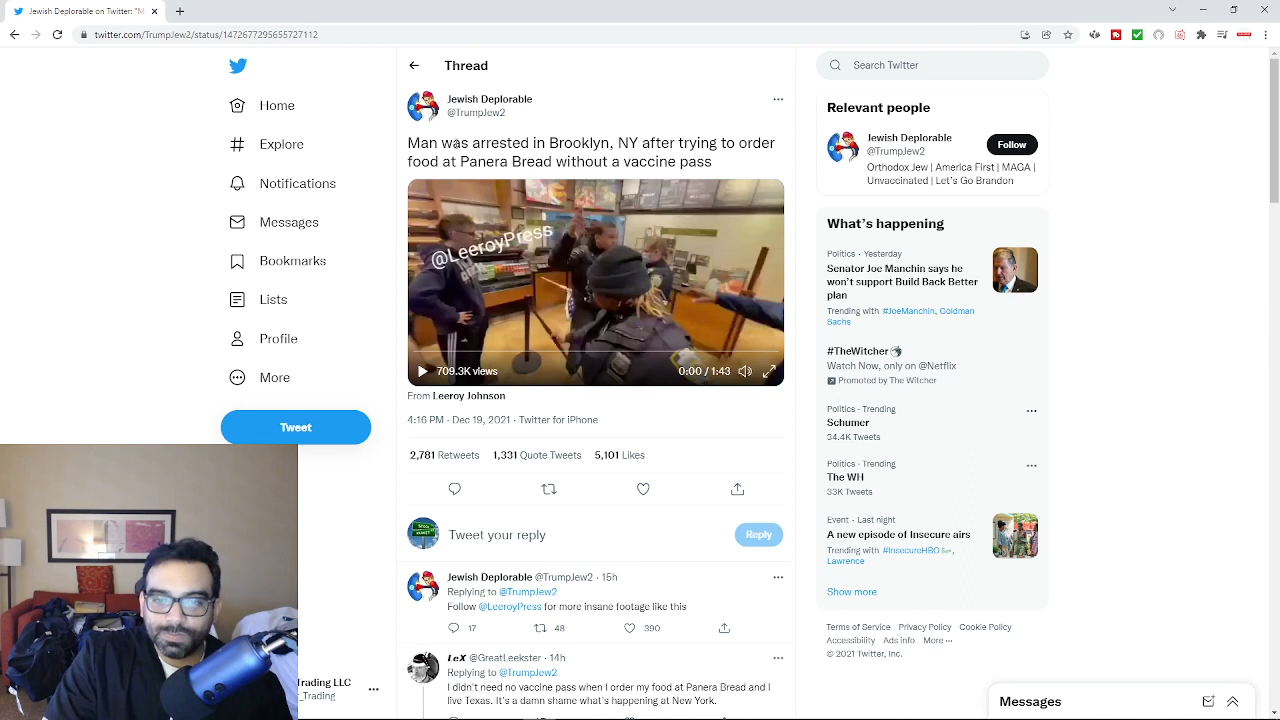 Jewish Deplorable on Twitter: "M
twitter.com/TrumpJew2/status/1472677295655727112
Home
Explore
Notifications
Messages
Bookmarks
Lists
Profile
More
Tweet
Trading LLC
_Trading
Thread
Jewish Deplorable
@TrumpJew2
Man was arrested in Brooklyn, NY after trying to order
food at Panera Bread without a vaccine pass
@LeeroyPress
709.3K views
0:00 / 1:43
From Leeroy Johnson
4:16 PM · Dec 19, 2021 · Twitter for iPhone
2,781 Retweets 1,331 Quote Tweets 5,101 Likes
Tweet your reply
Reply
Jewish Deplorable @TrumpJew2 · 15h
Replying to @TrumpJew2
Follow @LeeroyPress for more insane footage like this
17 48 390
LeX @GreatLeekster · 14h
Replying to @TrumpJew2
I didn't need no vaccine pass when I order my food at Panera Bread and I
live Texas. It's a damn shame what's happening at New York.
Search Twitter
Relevant people
Jewish Deplorable
@TrumpJew2
Follow
Orthodox Jew | America First | MAGA |
Unvaccinated | Let's Go Brandon
What's happening
Politics · Yesterday
Senator Joe Manchin says he
won't support Build Back Better
plan
Trending with #JoeManchin, Goldman
Sachs
#TheWitcher
Watch Now, only on @Netflix
Promoted by The Witcher
Politics · Trending
Schumer
34.4K Tweets
Politics · Trending
The WH
33K Tweets
Event · Last night
A new episode of Insecure airs
Trending with #InsecureHBO,
Lawrence
Show more
Terms of Service Privacy Policy Cookie Policy
Accessibility Ads info More ···
© 2021 Twitter, Inc.
Messages